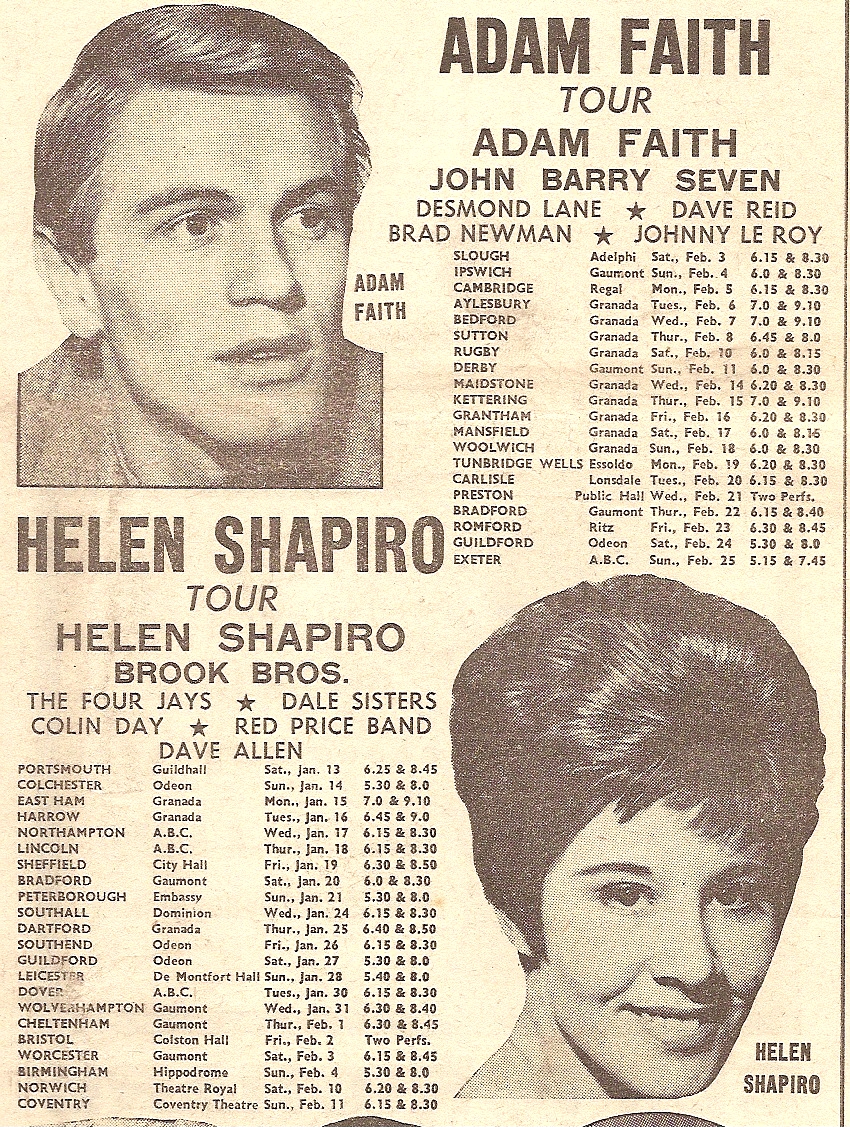 ADAM FAITH
TOUR
ADAM FAITH
JOHN BARRY SEVEN
DESMOND LANE ★ DAVE REID
BRAD NEWMAN ★ JOHNNY LE ROY
SLOUGH Adelphi Sat., Feb. 3 6.15 & 8.30
IPSWICH Gaumont Sun., Feb. 4 6.0 & 8.30
CAMBRIDGE Regal Mon., Feb. 5 6.15 & 8.30
AYLESBURY Granada Tues., Feb. 6 7.0 & 9.10
BEDFORD Granada Wed., Feb. 7 7.0 & 9.10
SUTTON Granada Thur., Feb. 8 6.45 & 8.0
RUGBY Granada Sat., Feb. 10 6.0 & 8.15
DERBY Gaumont Sun., Feb. 11 6.0 & 8.30
MAIDSTONE Granada Wed., Feb. 14 6.20 & 8.30
KETTERING Granada Thur., Feb. 15 7.0 & 9.10
GRANTHAM Granada Fri., Feb. 16 6.20 & 8.30
MANSFIELD Granada Sat., Feb. 17 6.0 & 8.15
WOOLWICH Granada Sun., Feb. 18 6.0 & 8.30
TUNBRIDGE WELLS Essoldo Mon., Feb. 19 6.20 & 8.30
CARLISLE Lonsdale Tues., Feb. 20 6.15 & 8.30
PRESTON Public Hall Wed., Feb. 21 Two Perfs.
BRADFORD Gaumont Thur., Feb. 22 6.15 & 8.40
ROMFORD Ritz Fri., Feb. 23 6.30 & 8.45
GUILDFORD Odeon Sat., Feb. 24 5.30 & 8.0
EXETER A.B.C. Sun., Feb. 25 5.15 & 7.45
ADAM
FAITH
HELEN SHAPIRO
TOUR
HELEN SHAPIRO
BROOK BROS.
THE FOUR JAYS ★ DALE SISTERS
COLIN DAY ★ RED PRICE BAND
DAVE ALLEN
PORTSMOUTH Guildhall Sat., Jan. 13 6.25 & 8.45
COLCHESTER Odeon Sun., Jan. 14 5.30 & 8.0
EAST HAM Granada Mon., Jan. 15 7.0 & 9.10
HARROW Granada Tues., Jan. 16 6.45 & 9.0
NORTHAMPTON A.B.C. Wed., Jan. 17 6.15 & 8.30
LINCOLN A.B.C. Thur., Jan. 18 6.15 & 8.30
SHEFFIELD City Hall Fri., Jan. 19 6.30 & 8.50
BRADFORD Gaumont Sat., Jan. 20 6.0 & 8.30
PETERBOROUGH Embassy Sun., Jan. 21 5.30 & 8.0
SOUTHALL Dominion Wed., Jan. 24 6.15 & 8.30
DARTFORD Granada Thur., Jan. 25 6.40 & 8.50
SOUTHEND Odeon Fri., Jan. 26 6.15 & 8.30
GUILDFORD Odeon Sat., Jan. 27 5.30 & 8.0
LEICESTER De Montfort Hall Sun., Jan. 28 5.40 & 8.0
DOVER A.B.C. Tues., Jan. 30 6.15 & 8.30
WOLVERHAMPTON Gaumont Wed., Jan. 31 6.30 & 8.40
CHELTENHAM Gaumont Thur., Feb. 1 6.30 & 8.45
BRISTOL Colston Hall Fri., Feb. 2 Two Perfs.
WORCESTER Gaumont Sat., Feb. 3 6.15 & 8.45
BIRMINGHAM Hippodrome Sun., Feb. 4 5.30 & 8.0
NORWICH Theatre Royal Sat., Feb. 10 6.20 & 8.30
COVENTRY Coventry Theatre Sun., Feb. 11 6.15 & 8.30
HELEN
SHAPIRO